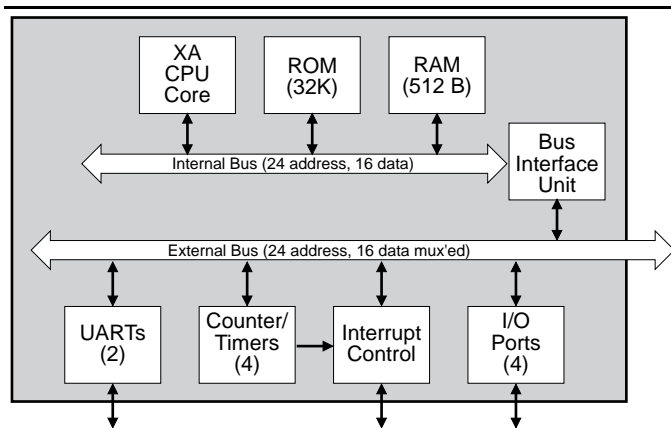 XA
CPU
Core
ROM
(32K)
RAM
(512 B)
Bus
Interface
Unit
Internal Bus (24 address, 16 data)
External Bus (24 address, 16 data mux'ed)
UARTs
(2)
Counter/
Timers
(4)
Interrupt
Control
I/O
Ports
(4)